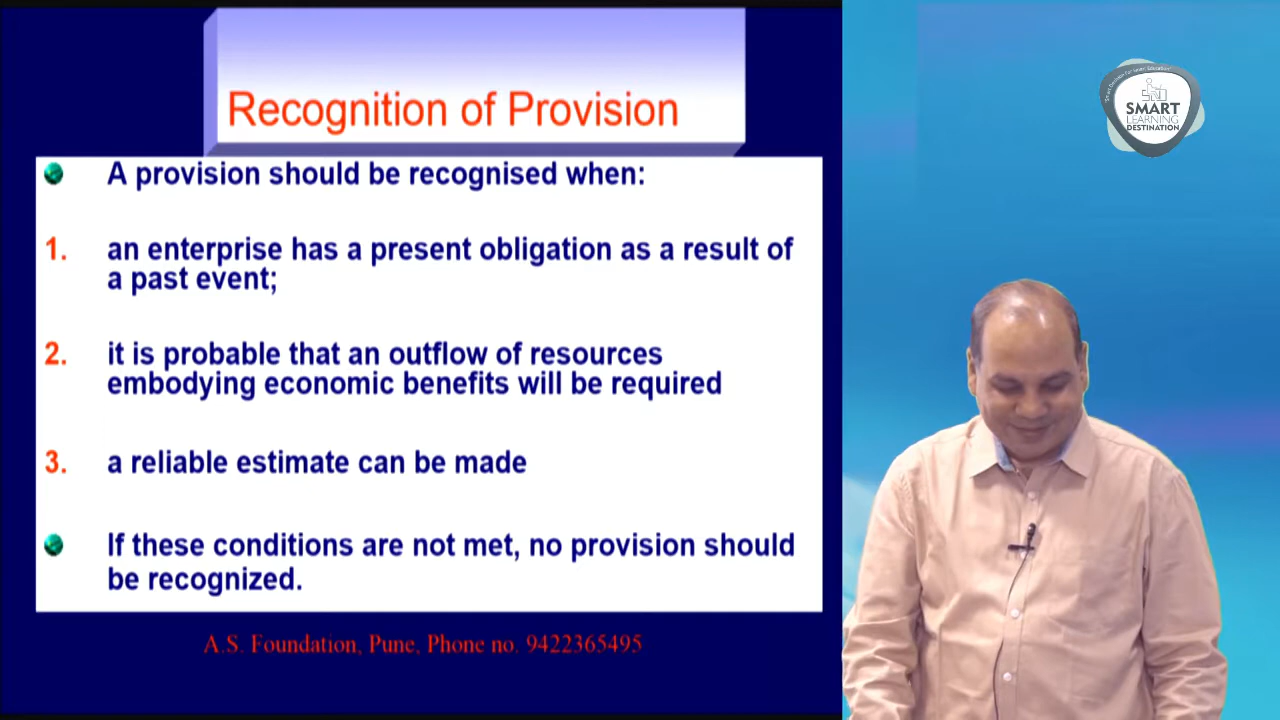 Recognition of Provision
A provision should be recognised when:
1. an enterprise has a present obligation as a result of
a past event;
2. it is probable that an outflow of resources
embodying economic benefits will be required
3. a reliable estimate can be made
If these conditions are not met, no provision should
be recognized.
A.S. Foundation, Pune, Phone no. 9422365495
SMART
LEARNING
DESTINATION